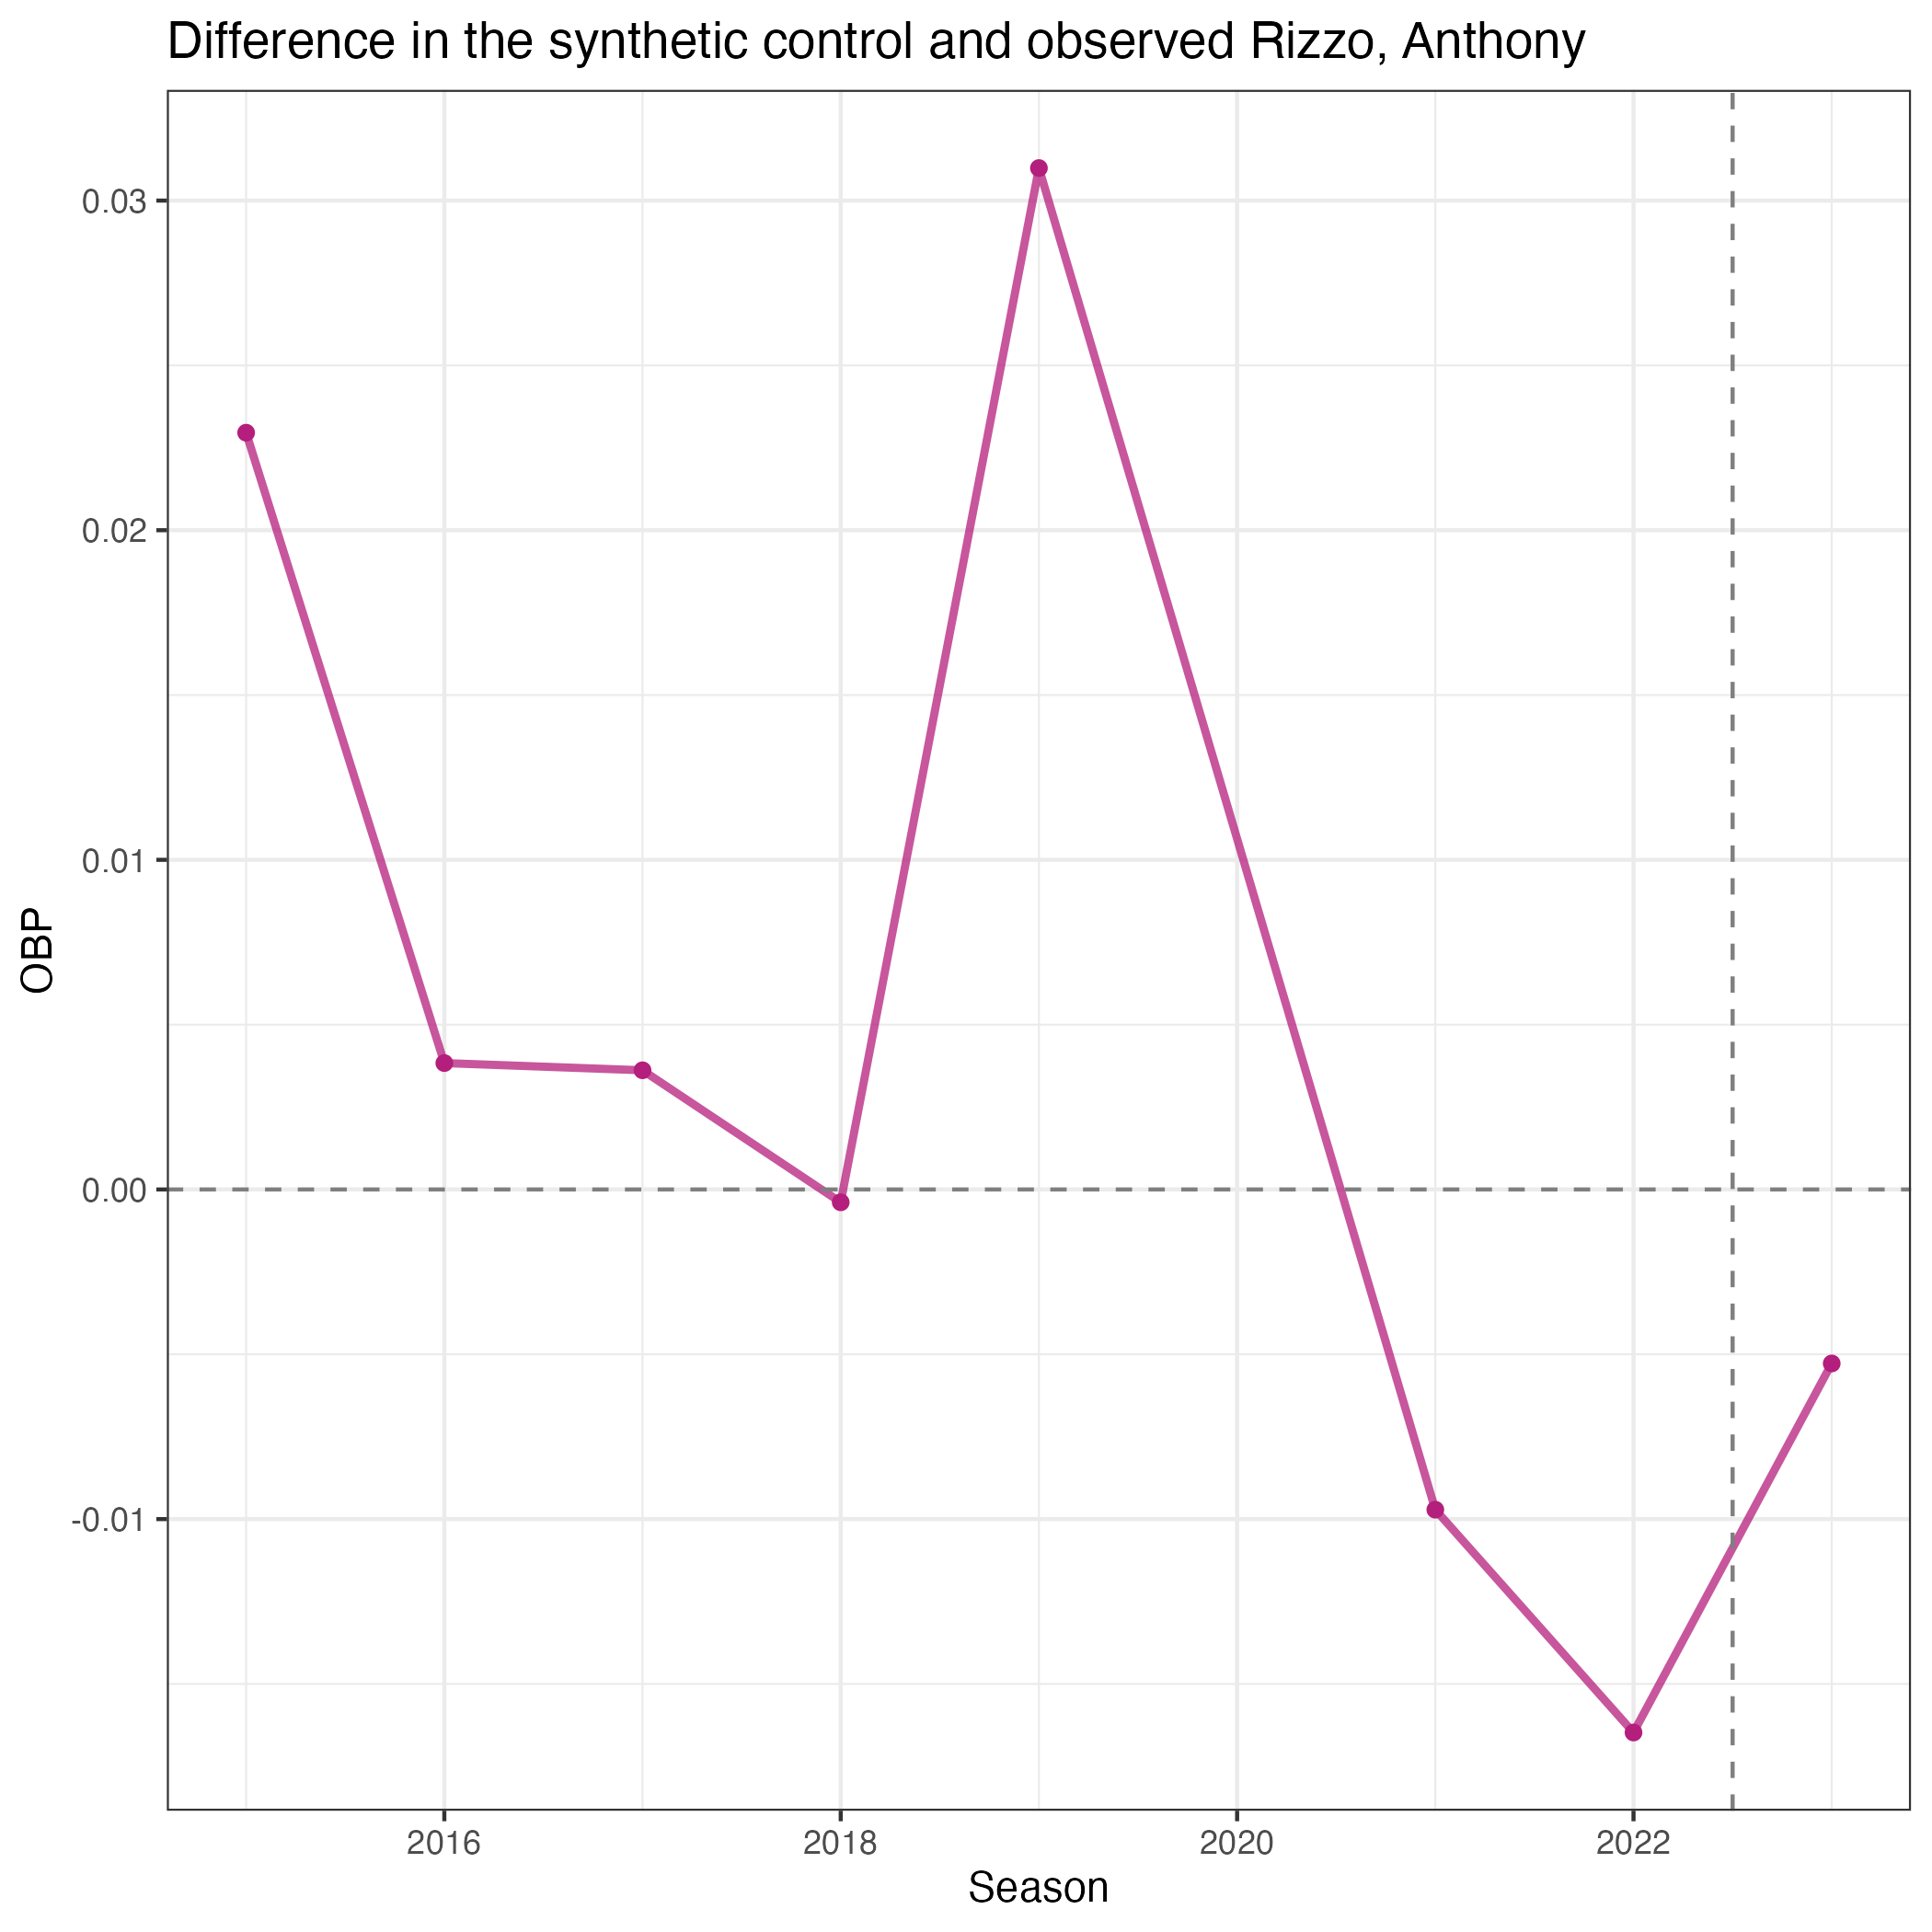 Difference in the synthetic control and observed Rizzo, Anthony
0.03
0.02
0.01
0.00
-0.01
OBP
2016 2018 2020 2022
Season